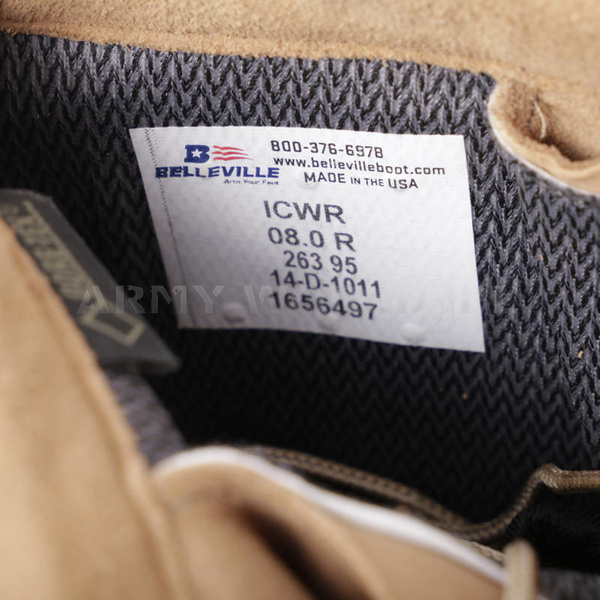 B
BELLEVILLE
Arm Your Feet
800-376-6978
www.bellevilleboot.com
MADE IN THE USA
ICWR
08.0 R
263 95
14-D-1011
1656497